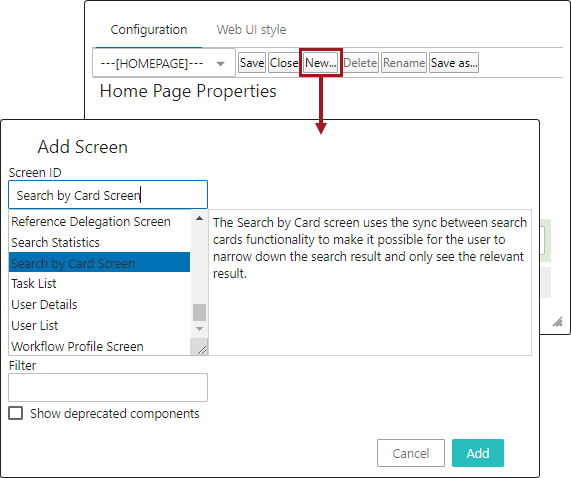 Configuration Web UI style
---[HOMEPAGE]--- Save Close New... Delete Rename Save as...
Home Page Properties
Add Screen
Screen ID
Search by Card Screen
Reference Delegation Screen
Search Statistics
Search by Card Screen
Task List
User Details
User List
Workflow Profile Screen
The Search by Card screen uses the sync between search
cards functionality to make it possible for the user to
narrow down the search result and only see the relevant
result.
Filter
Show deprecated components
Cancel Add